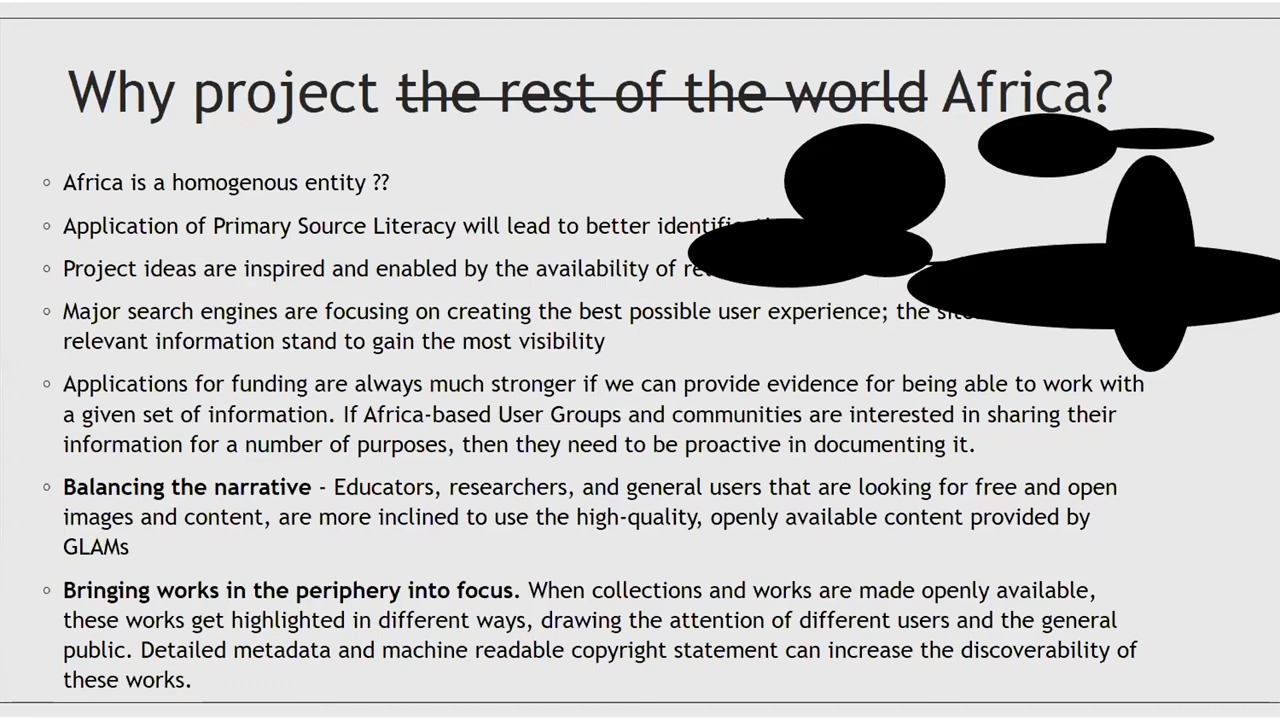 Why project the rest of the world Africa?
Africa is a homogenous entity ??
Application of Primary Source Literacy will lead to better
Project ideas are inspired and enabled by the availability of
Major search engines are focusing on creating the best possible user experience; the
relevant information stand to gain the most visibility
Applications for funding are always much stronger if we can provide evidence for being able to work with
a given set of information. If Africa-based User Groups and communities are interested in sharing their
information for a number of purposes, then they need to be proactive in documenting it.
Balancing the narrative - Educators, researchers, and general users that are looking for free and open
images and content, are more inclined to use the high-quality, openly available content provided by
GLAMs
Bringing works in the periphery into focus. When collections and works are made openly available,
these works get highlighted in different ways, drawing the attention of different users and the general
public. Detailed metadata and machine readable copyright statement can increase the discoverability of
these works.